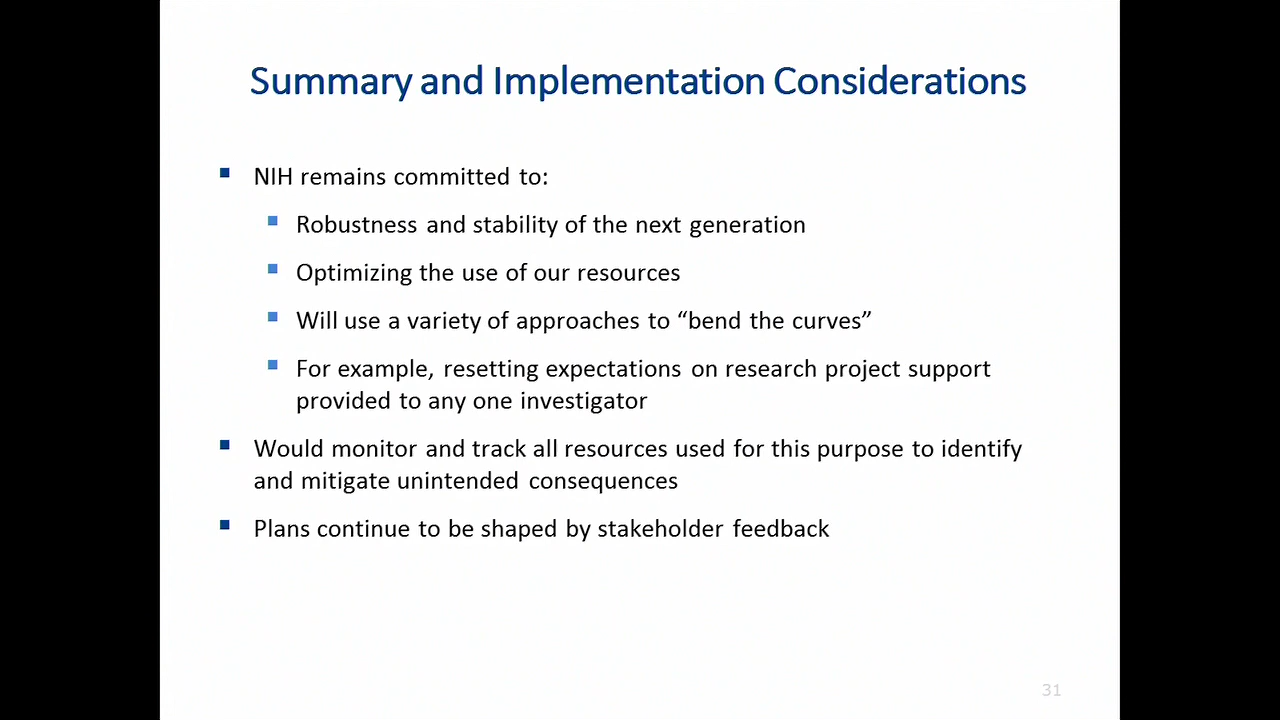 Summary and Implementation Considerations
NIH remains committed to:
Robustness and stability of the next generation
Optimizing the use of our resources
Will use a variety of approaches to “bend the curves”
For example, resetting expectations on research project support
provided to any one investigator
Would monitor and track all resources used for this purpose to identify
and mitigate unintended consequences
Plans continue to be shaped by stakeholder feedback
31